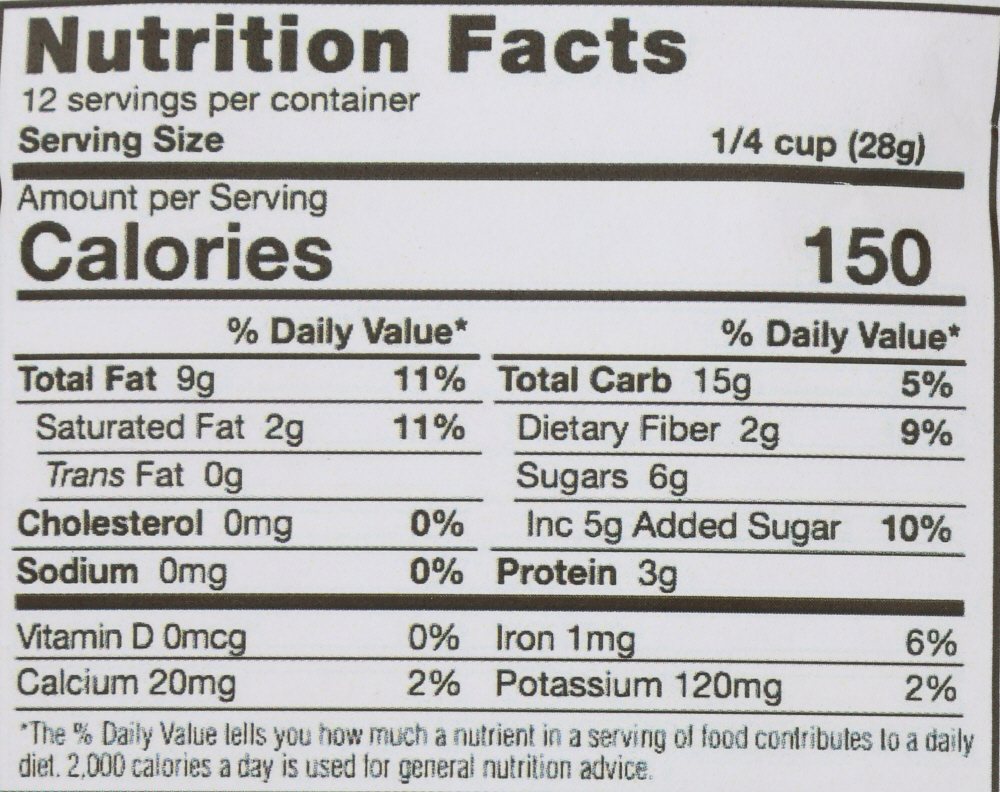 Nutrition Facts
12 servings per container
Serving Size 1/4 cup (28g)
Amount per Serving
Calories 150
% Daily Value* % Daily Value*
Total Fat 9g 11% Total Carb 15g 5%
Saturated Fat 2g 11% Dietary Fiber 2g 9%
Trans Fat 0g Sugars 6g
Cholesterol 0mg 0% Inc 5g Added Sugar 10%
Sodium 0mg 0% Protein 3g
Vitamin D 0mcg 0% Iron 1mg 6%
Calcium 20mg 2% Potassium 120mg 2%
*The % Daily Value tells you how much a nutrient in a serving of food contributes to a daily
diet. 2,000 calories a day is used for general nutrition advice.